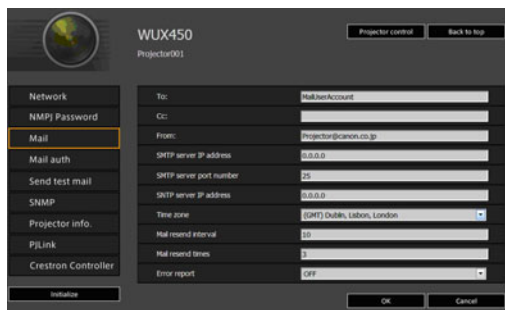 WUX450
Projector control
Back to top
Projector001
Network
NMPJ Password
Mail
Mail auth
Send test mail
SNMP
Projector info.
PJLink
Crestron Controller
Initialize
To: MailUserAccount
Cc:
From: Projector@canon.co.jp
SMTP server IP address 0.0.0.0
SMTP server port number 25
SNTP server IP address 0.0.0.0
Time zone (GMT) Dublin, Lisbon, London
Mail resend interval 10
Mail resend times 3
Error report OFF
OK
Cancel